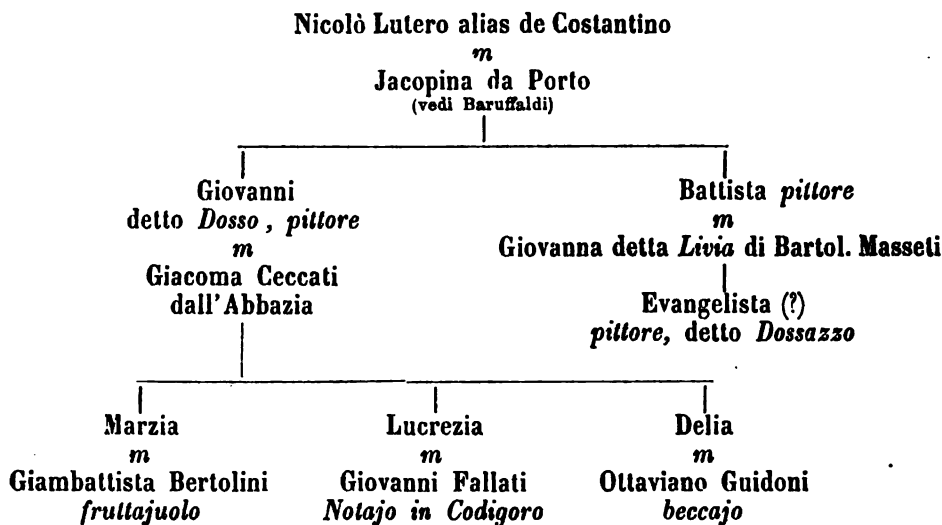 Nicolò Lutero alias de Costantino
m
Jacopina da Porto
(vedi Baruffaldi)
Giovanni
detto Dosso, pittore
m
Giacoma Ceccati
dall'Abbazia
Battista pittore
m
Giovanna detta Livia di Bartol. Masseti
Evangelista (?)
pittore, detto Dossazzo
Marzia
m
Giambattista Bertolini
fruttajuolo
Lucrezia
m
Giovanni Fallati
Notajo in Codigoro
Delia
m
Ottaviano Guidoni
beccajo